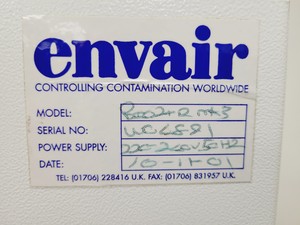 envair
CONTROLLING CONTAMINATION WORLDWIDE
MODEL:
SERIAL NO:
POWER SUPPLY: 220-240V 50HZ
DATE: 10-11-01
TEL: (01706) 228416 U.K. FAX: (01706) 831957 U.K.